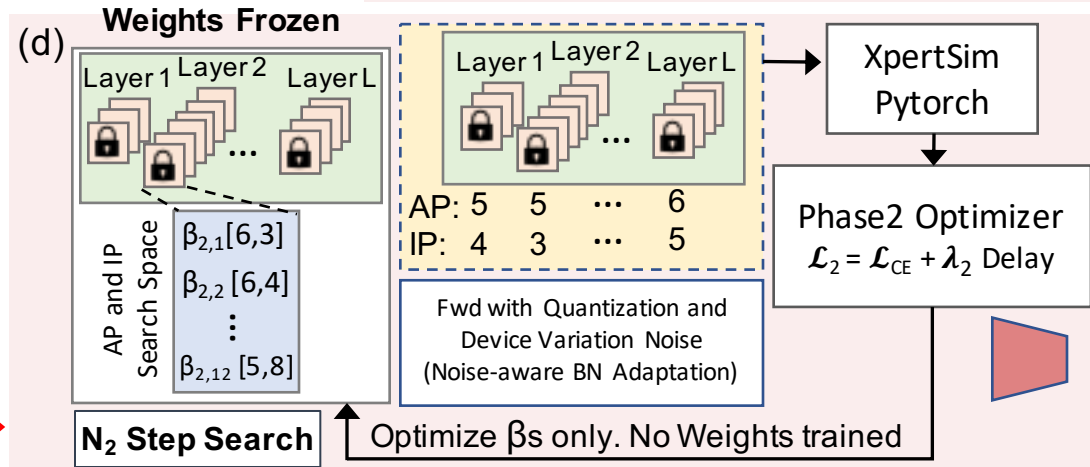 (d)
Weights Frozen
Layer 1 Layer 2 Layer L
...
AP and IP
Search Space
β2,1[6,3]
β2,2 [6,4]
⋮
β2,12 [5,8]
N2 Step Search
Layer 1 Layer 2 Layer L
...
AP: 5 5 ... 6
IP: 4 3 ... 5
Fwd with Quantization and
Device Variation Noise
(Noise-aware BN Adaptation)
XpertSim
Pytorch
Phase2 Optimizer
ℒ2 = ℒCE + λ2 Delay
Optimize βs only. No Weights trained